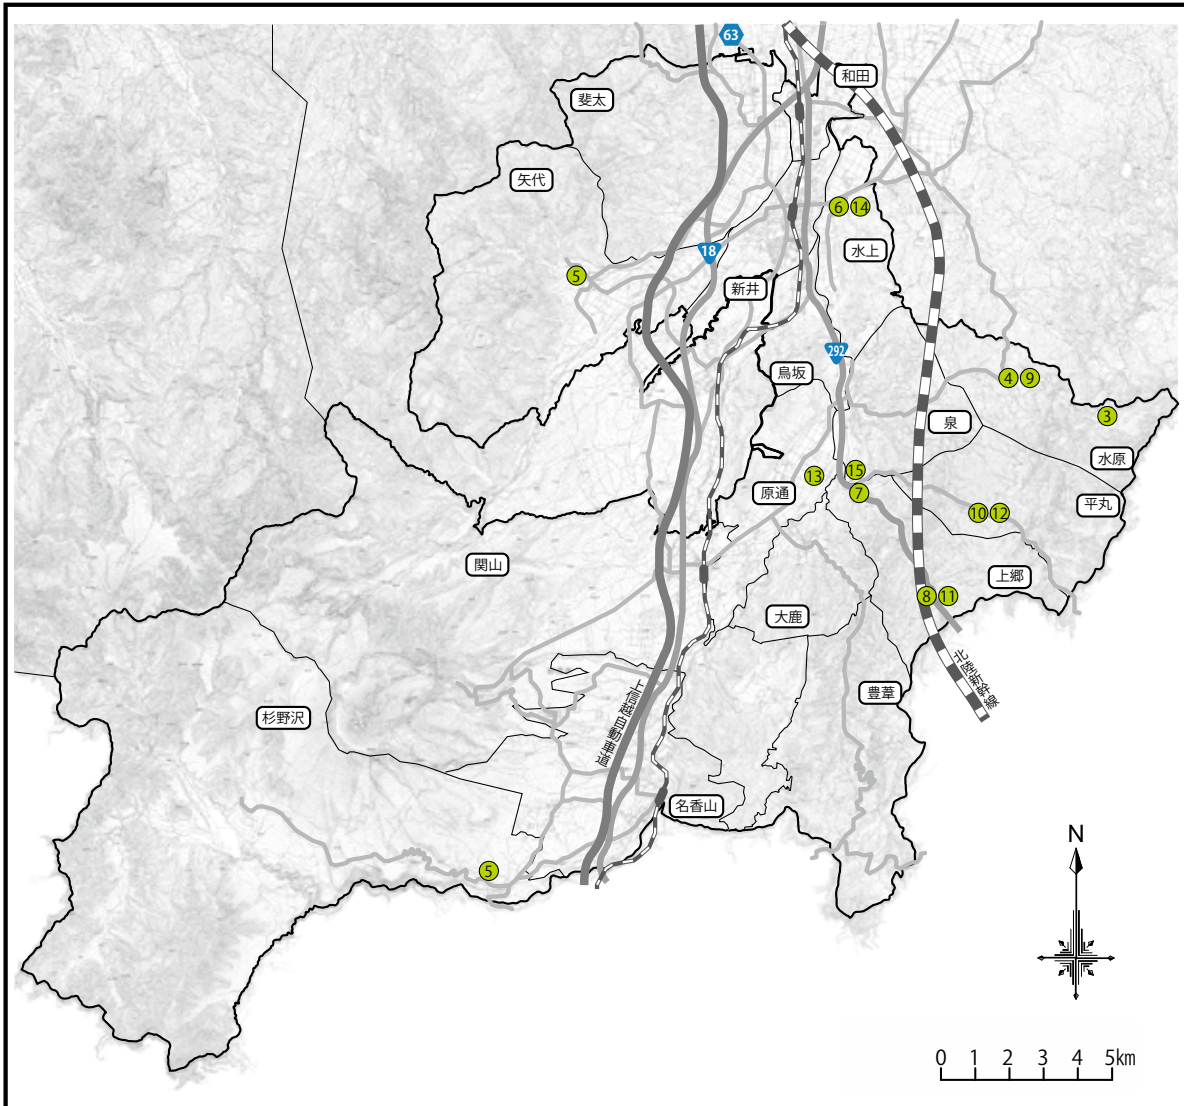 63
和田
斐太
矢代
6 14
水上
18
5
新井
292
鳥坂
4 9
3
泉
水原
13
15
原通
7
平丸
10 12
関山
上郷
8 11
大鹿
北陸新幹線
豊葦
杉野沢
上信越自動車道
名香山
N
5
0 1 2 3 4 5km